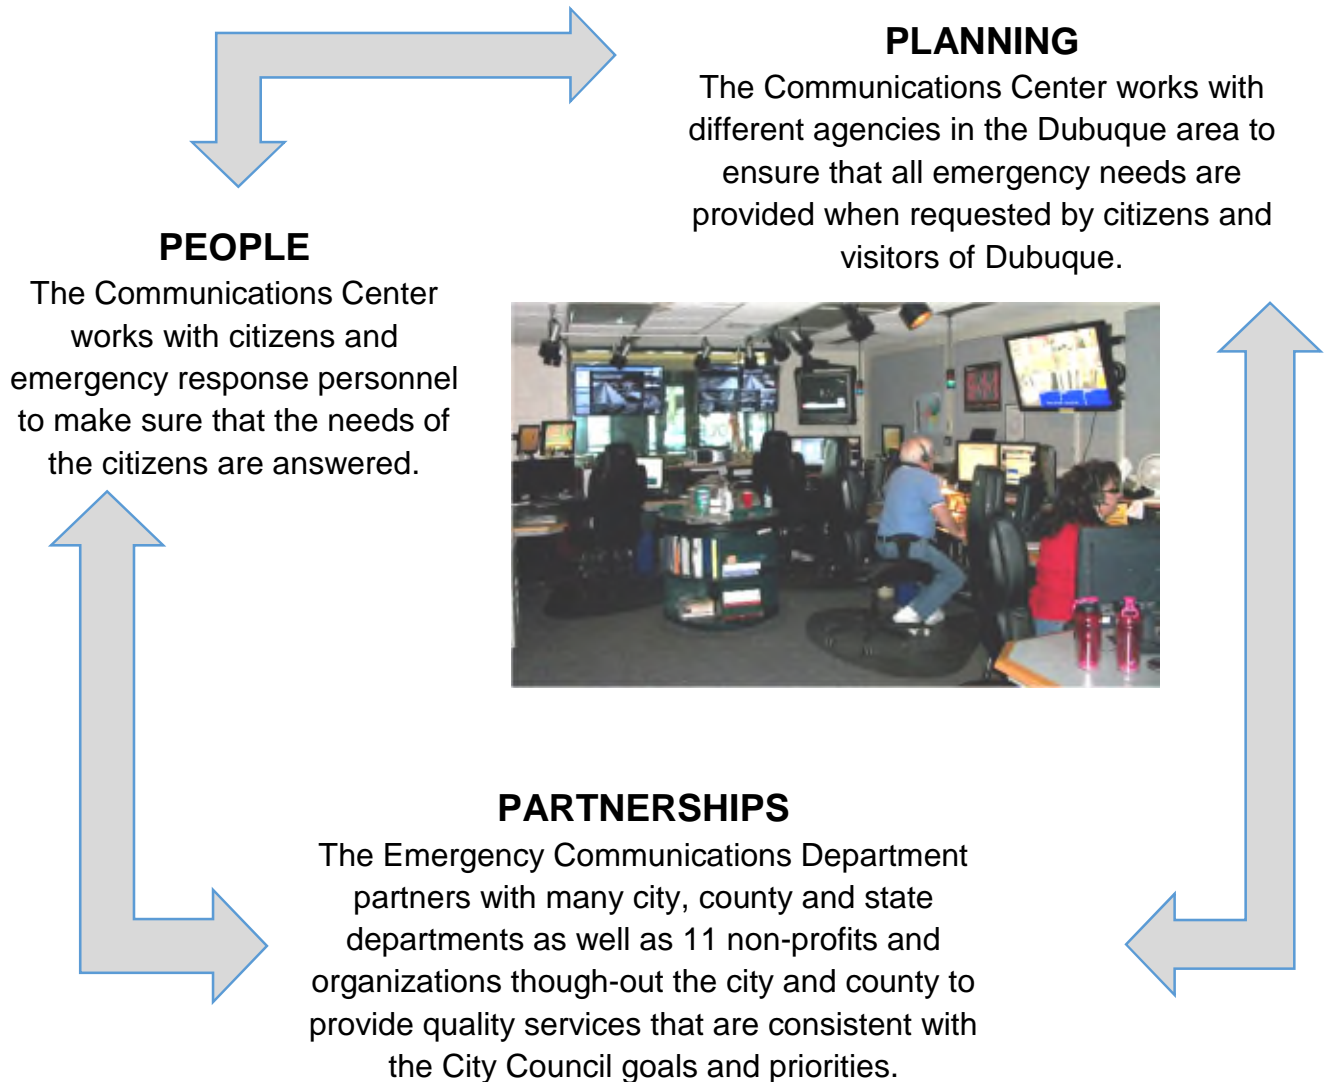 PLANNING
The Communications Center works with
different agencies in the Dubuque area to
ensure that all emergency needs are
provided when requested by citizens and
visitors of Dubuque.
PEOPLE
The Communications Center
works with citizens and
emergency response personnel
to make sure that the needs of
the citizens are answered.
PARTNERSHIPS
The Emergency Communications Department
partners with many city, county and state
departments as well as 11 non-profits and
organizations though-out the city and county to
provide quality services that are consistent with
the City Council goals and priorities.